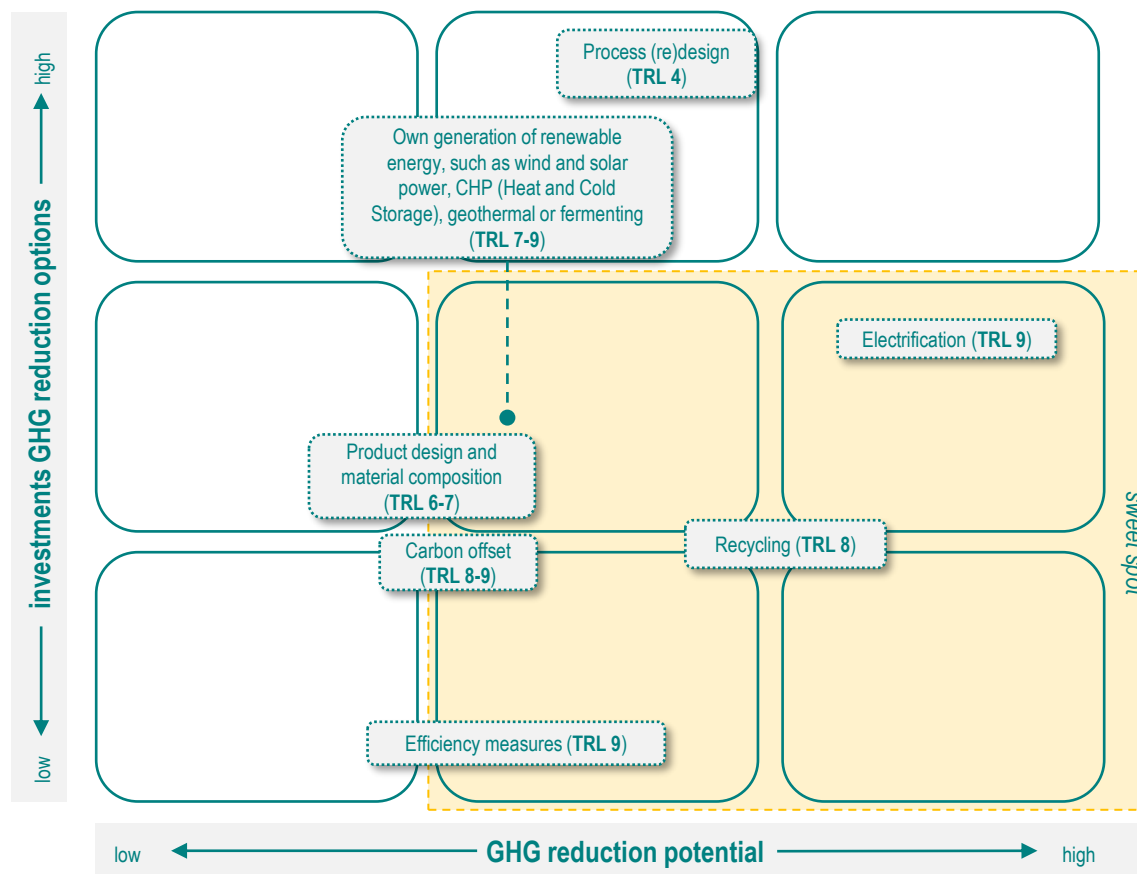 high
investments GHG reduction options
low
Process (re)design
(TRL 4)
Own generation of renewable
energy, such as wind and solar
power, CHP (Heat and Cold
Storage), geothermal or fermenting
(TRL 7-9)
Electrification (TRL 9)
Product design and
material composition
(TRL 6-7)
Carbon offset
(TRL 8-9)
Recycling (TRL 8)
sweet spot
Efficiency measures (TRL 9)
low
GHG reduction potential
high